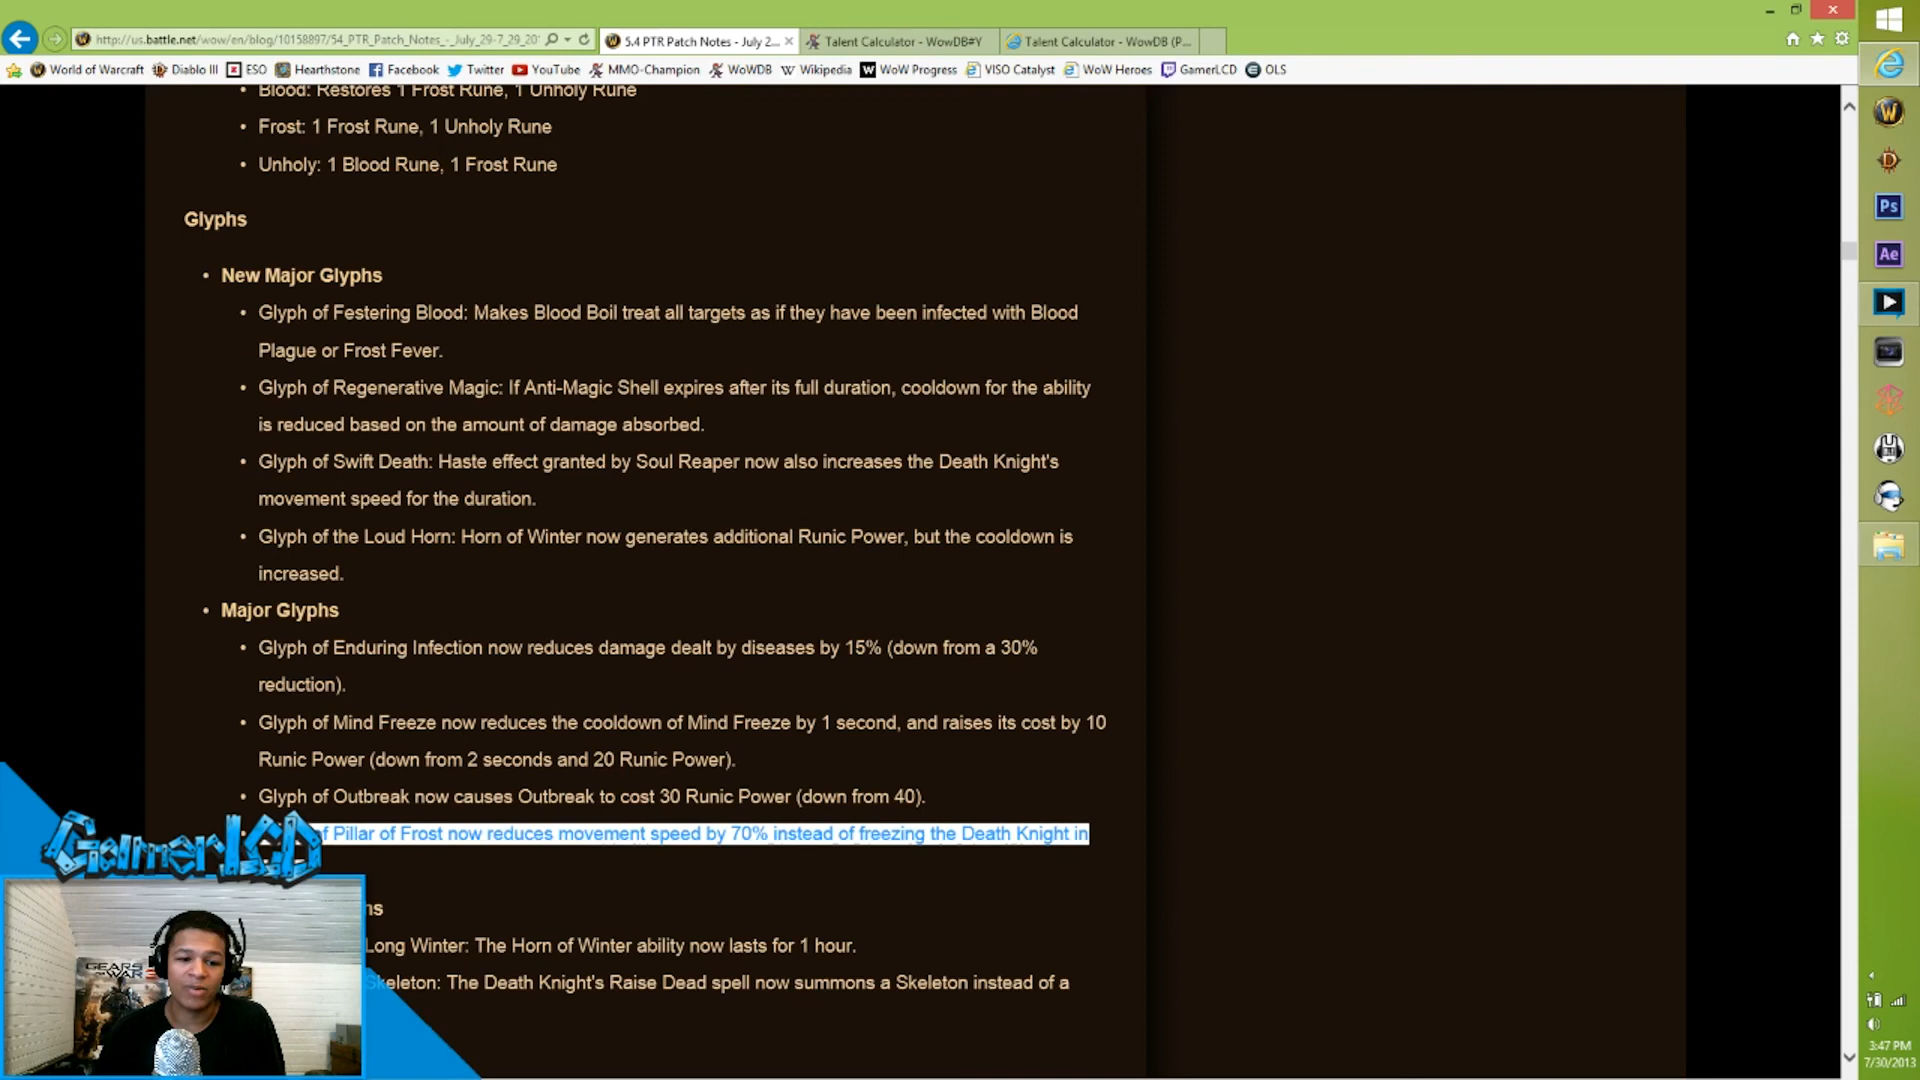 http://us.battle.net/wow/en/blog/10158897/54_PTR_Patch_Notes_-_July_29-7_29_20
5.4 PTR Patch Notes - July 2...
Talent Calculator - WowDB#Y
Talent Calculator - WowDB (P...
World of Warcraft Diablo III ESO Hearthstone Facebook Twitter YouTube MMO-Champion WoWDB Wikipedia WoW Progress VISO Catalyst WoW Heroes GamerLCD OLS
• Blood: Restores 1 Frost Rune, 1 Unholy Rune
• Frost: 1 Frost Rune, 1 Unholy Rune
• Unholy: 1 Blood Rune, 1 Frost Rune
Glyphs
• New Major Glyphs
• Glyph of Festering Blood: Makes Blood Boil treat all targets as if they have been infected with Blood
Plague or Frost Fever.
• Glyph of Regenerative Magic: If Anti-Magic Shell expires after its full duration, cooldown for the ability
is reduced based on the amount of damage absorbed.
• Glyph of Swift Death: Haste effect granted by Soul Reaper now also increases the Death Knight's
movement speed for the duration.
• Glyph of the Loud Horn: Horn of Winter now generates additional Runic Power, but the cooldown is
increased.
• Major Glyphs
• Glyph of Enduring Infection now reduces damage dealt by diseases by 15% (down from a 30%
reduction).
• Glyph of Mind Freeze now reduces the cooldown of Mind Freeze by 1 second, and raises its cost by 10
Runic Power (down from 2 seconds and 20 Runic Power).
• Glyph of Outbreak now causes Outbreak to cost 30 Runic Power (down from 40).
of Pillar of Frost now reduces movement speed by 70% instead of freezing the Death Knight in
GamerLCD
ns
Long Winter: The Horn of Winter ability now lasts for 1 hour.
Skeleton: The Death Knight's Raise Dead spell now summons a Skeleton instead of a
GEARS
OF WAR
Ps
Ae
3:47 PM
7/30/2013